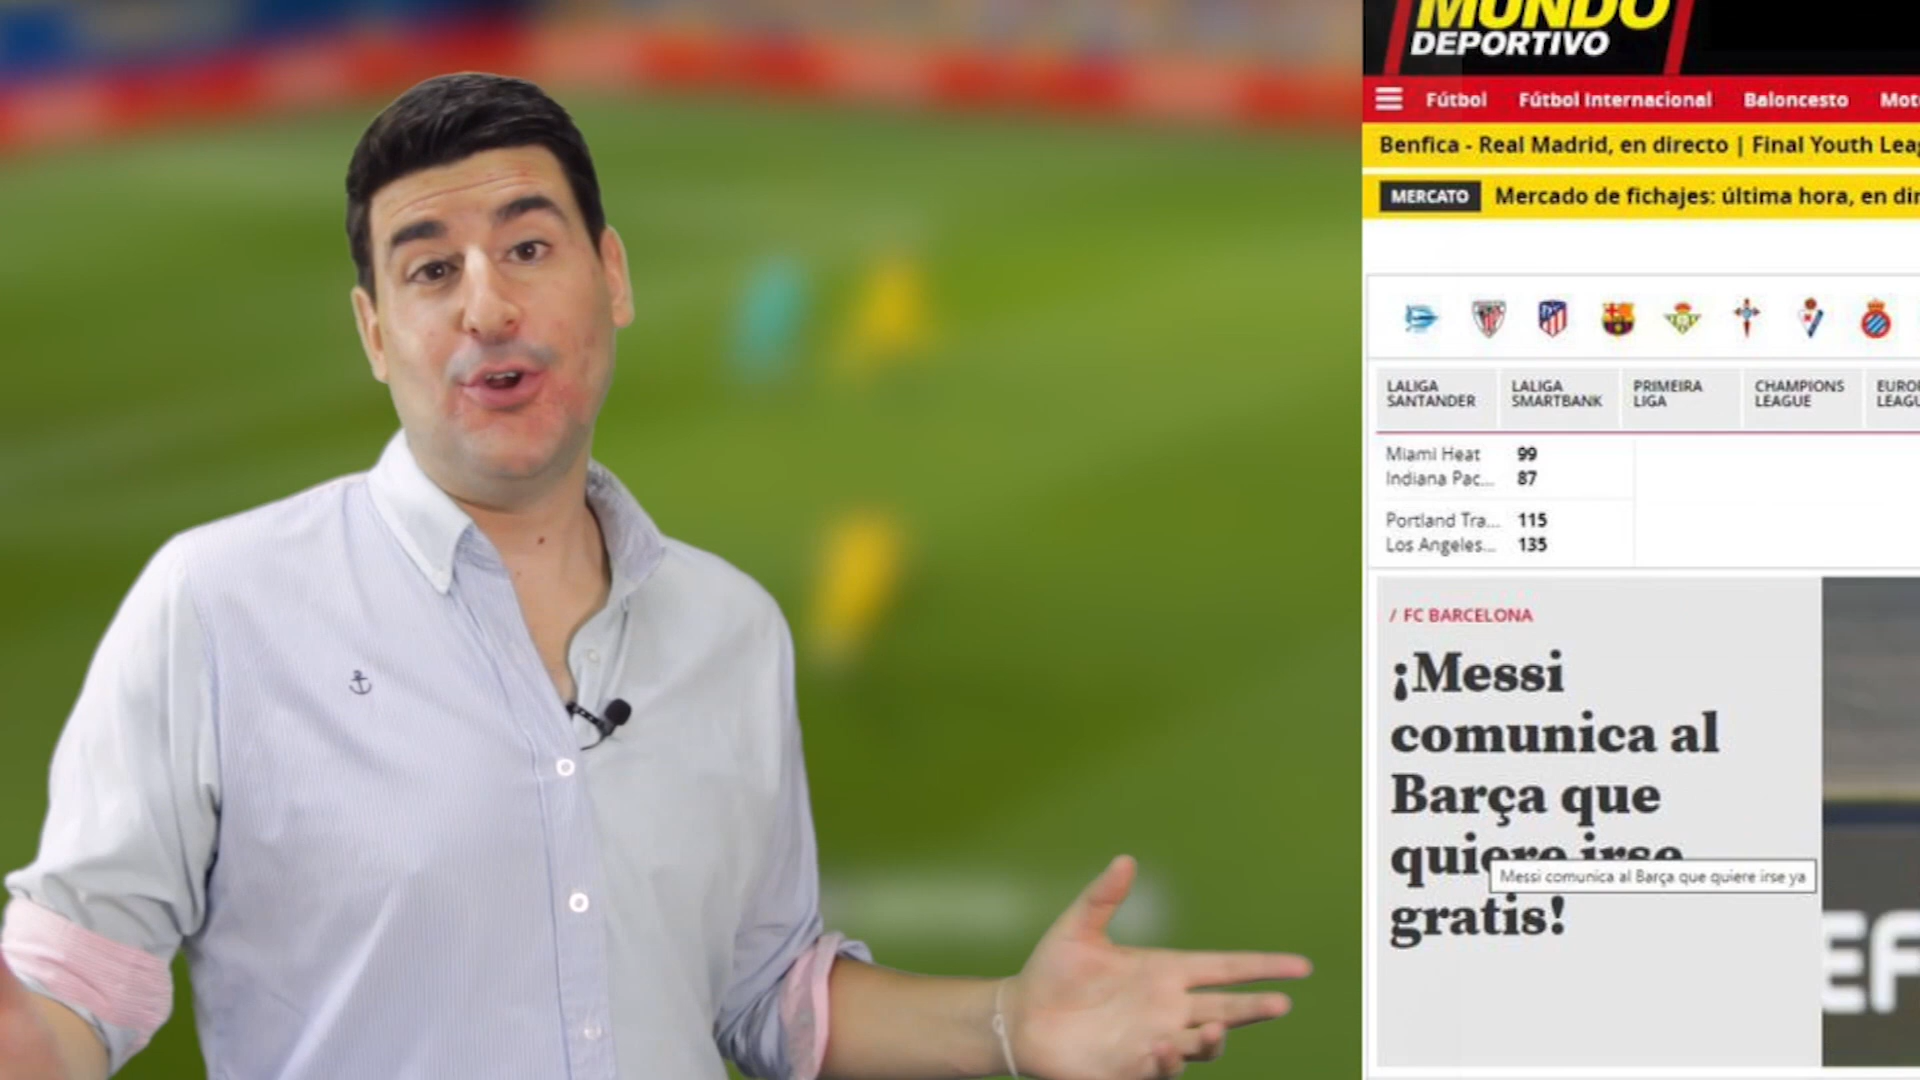 MUNDO
DEPORTIVO
Fútbol Fútbol Internacional Baloncesto
Benfica - Real Madrid, en directo | Final Youth
MERCATO Mercado de fichajes: última hora, en
LALIGA SANTANDER
LALIGA SMARTBANK
PRIMEIRA LIGA
CHAMPIONS LEAGUE
Miami Heat 99
Indiana Pac... 87
Portland Tra... 115
Los Angeles... 135
/ FC BARCELONA
¡Messi
comunica al
Barça que
quiere irse
Messi comunica al Barça que quiere irse ya
gratis!